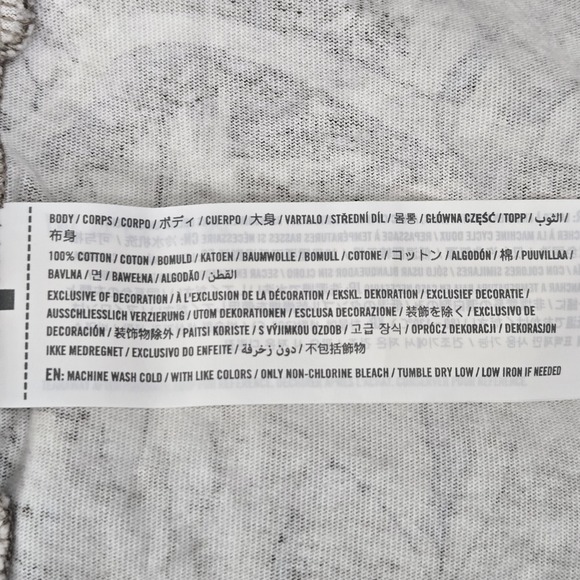 BODY / CORPS / CORPO / ボディ / CUERPO / 大身 / VARTALO / STŘEDNÍ DÍL / 몸통 / GŁÓWNA CZĘŚĆ / TOPP / الثوب /
布身
100% COTTON / COTON / BOMULD / KATOEN / BAUMWOLLE / BOMULL / COTONE / コットン / ALGODÓN / 棉 / PUUVILLAA /
BAVLNA / 면 / BAWEŁNA / ALGODÃO / القطن
EXCLUSIVE OF DECORATION / À L'EXCLUSION DE LA DÉCORATION / EKSKL. DEKORATION / EXCLUSIEF DECORATIE /
AUSSCHLIESSLICH VERZIERUNG / UTOM DEKORATIONEN / ESCLUSA DECORAZIONE / 装飾を除く / EXCLUSIVO DE
DECORACIÓN / 装饰物除外 / PAITSI KORISTE / S VÝJIMKOU OZDOB / 고급 장식 / OPRÓCZ DEKORACJI / DEKORASJON
IKKE MEDREGNET / EXCLUSIVO DO ENFEITE / دون زخرفة / 不包括飾物
EN: MACHINE WASH COLD / WITH LIKE COLORS / ONLY NON-CHLORINE BLEACH / TUMBLE DRY LOW / LOW IRON IF NEEDED